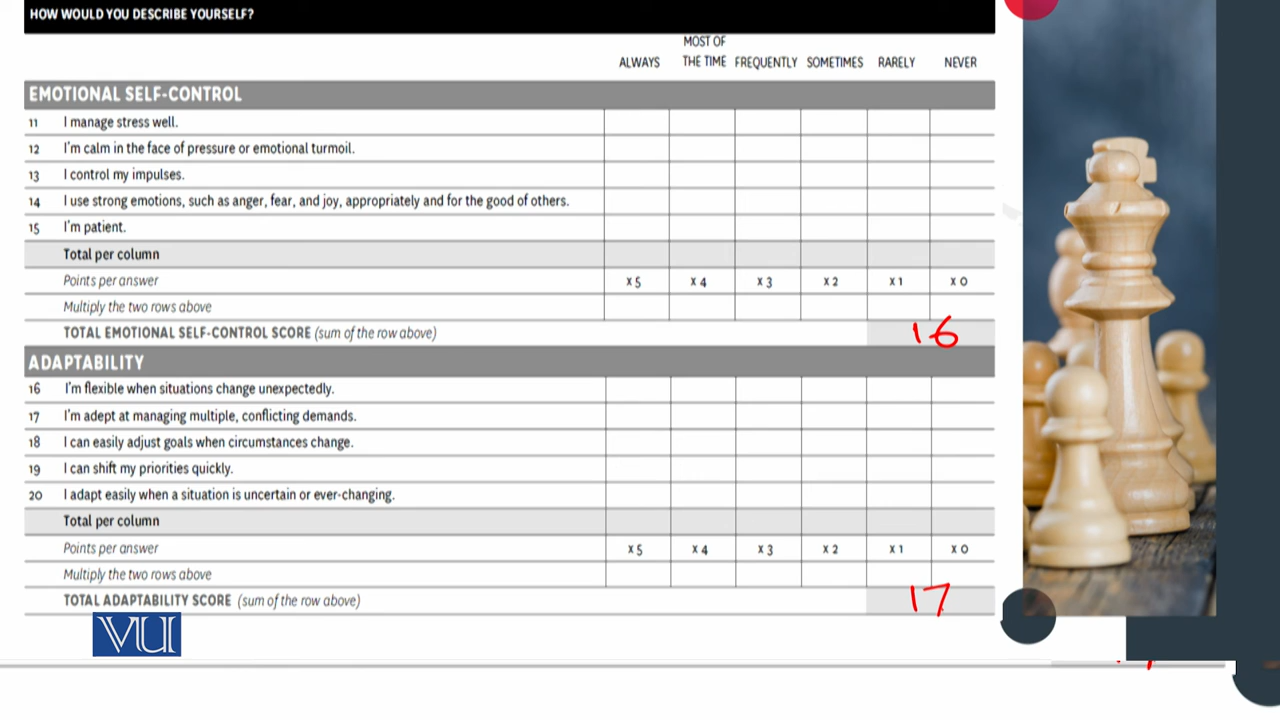 HOW WOULD YOU DESCRIBE YOURSELF?
MOST OF
ALWAYS THE TIME FREQUENTLY SOMETIMES RARELY NEVER
EMOTIONAL SELF-CONTROL
11 I manage stress well.
12 I'm calm in the face of pressure or emotional turmoil.
13 I control my impulses.
14 I use strong emotions, such as anger, fear, and joy, appropriately and for the good of others.
15 I'm patient.
Total per column
Points per answer x 5 x 4 x 3 x 2 x 1 x 0
Multiply the two rows above
TOTAL EMOTIONAL SELF-CONTROL SCORE (sum of the row above) 16
ADAPTABILITY
16 I'm flexible when situations change unexpectedly.
17 I'm adept at managing multiple, conflicting demands.
18 I can easily adjust goals when circumstances change.
19 I can shift my priorities quickly.
20 I adapt easily when a situation is uncertain or ever-changing.
Total per column
Points per answer x 5 x 4 x 3 x 2 x 1 x 0
Multiply the two rows above
TOTAL ADAPTABILITY SCORE (sum of the row above) 17
VU